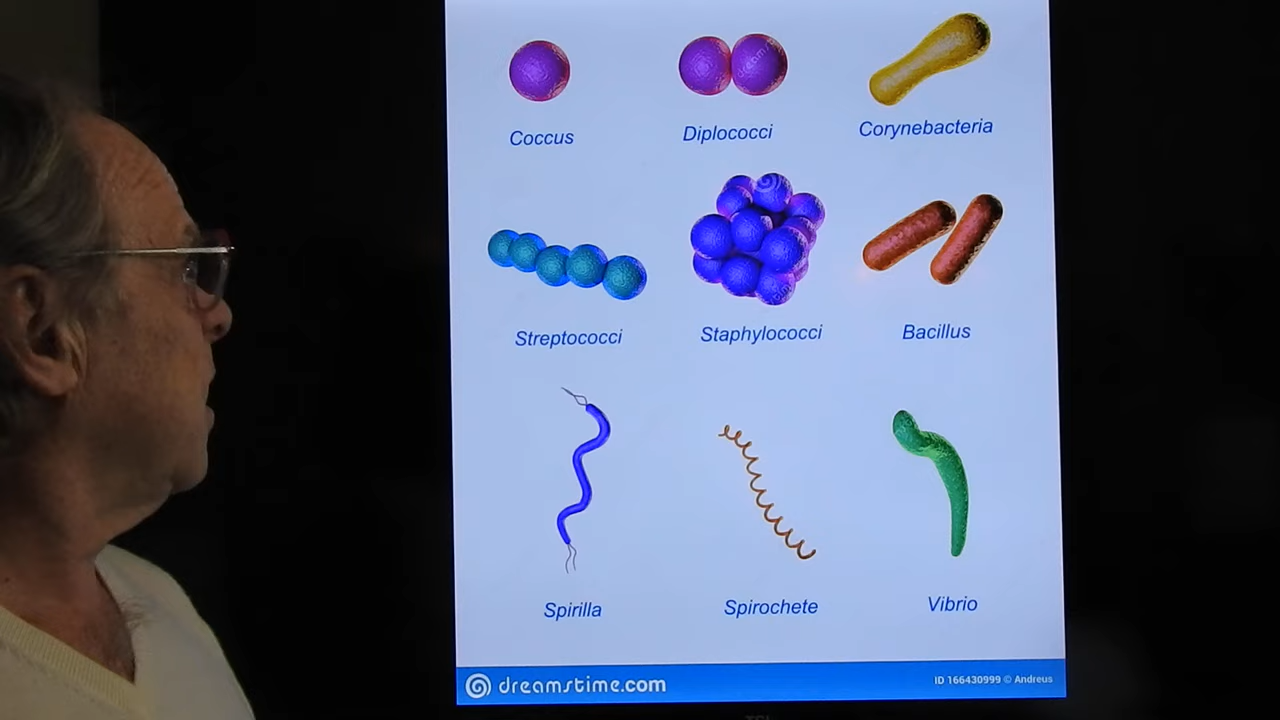 Coccus
Diplococci
Corynebacteria
Streptococci
Staphylococci
Bacillus
Spirilla
Spirochete
Vibrio
dreamstime.com
ID 166430999 © Andreus